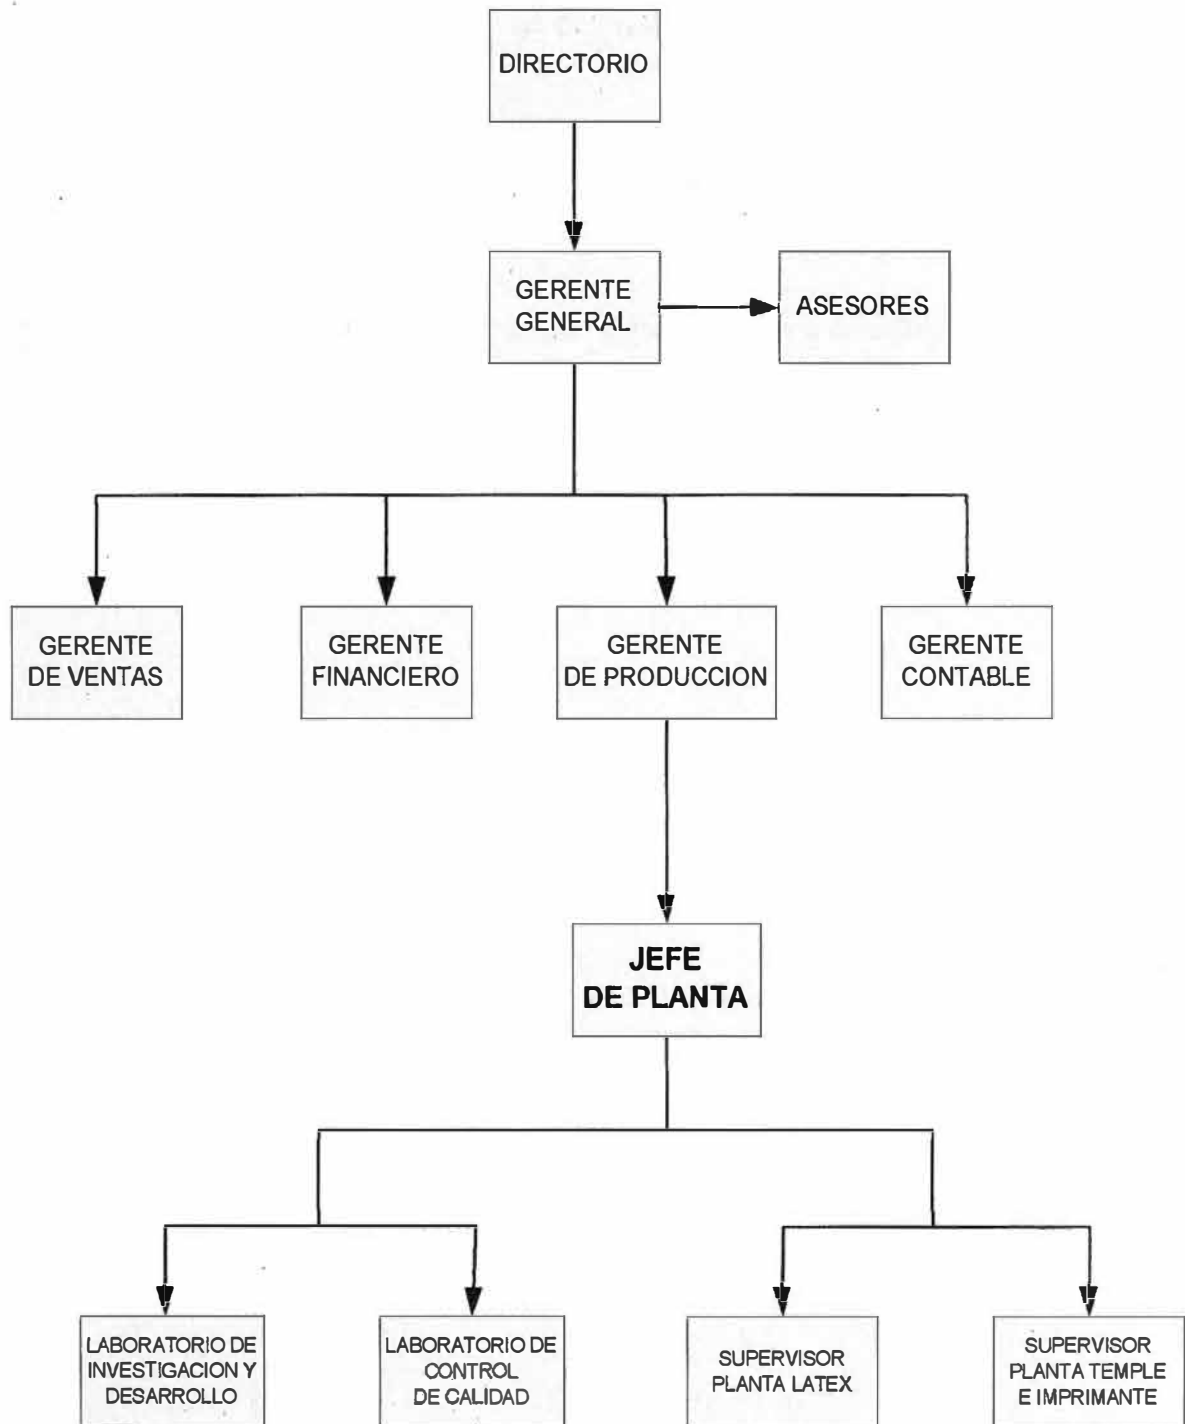 DIRECTORIO
GERENTE
GENERAL
ASESORES
GERENTE
DE VENTAS
GERENTE
FINANCIERO
GERENTE
DE PRODUCCION
GERENTE
CONTABLE
JEFE
DE PLANTA
LABORATORIO DE
INVESTIGACION Y
DESARROLLO
LABORATORIO DE
CONTROL
DE CALIDAD
SUPERVISOR
PLANTA LATEX
SUPERVISOR
PLANTA TEMPLE
E IMPRIMANTE